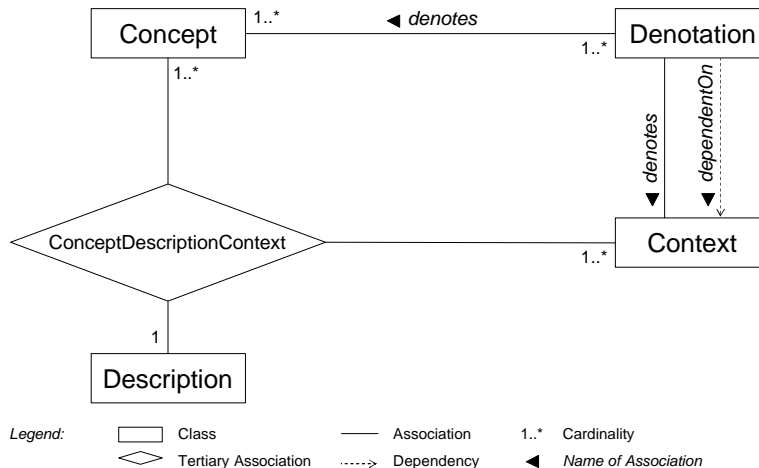 1..* ◀ denotes
Concept Denotation
1..* 1..*
denotes
dependentOn
ConceptDescriptionContext
Context
1..*
1
Description
Legend: Class Association 1..* Cardinality
Tertiary Association Dependency ◀ Name of Association